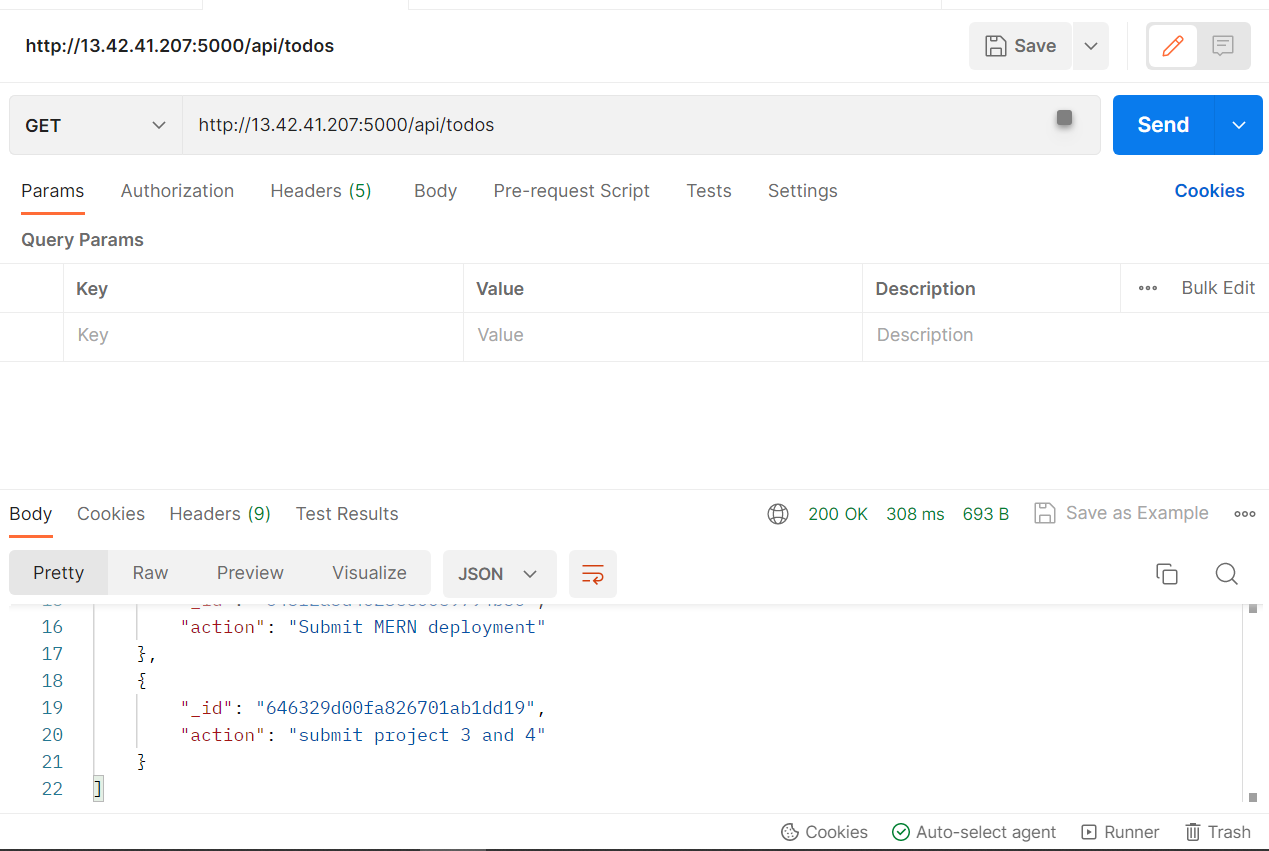 http://13.42.41.207:5000/api/todos
Save
GET http://13.42.41.207:5000/api/todos Send
Params Authorization Headers (5) Body Pre-request Script Tests Settings Cookies
Query Params
Key Value Description ••• Bulk Edit
Key Value Description
Body Cookies Headers (9) Test Results 200 OK 308 ms 693 B Save as Example
Pretty Raw Preview Visualize JSON
16 "action": "Submit MERN deployment"
17 },
18 {
19 "_id": "646329d00fa826701ab1dd19",
20 "action": "submit project 3 and 4"
21 }
22 ]
Cookies Auto-select agent Runner Trash